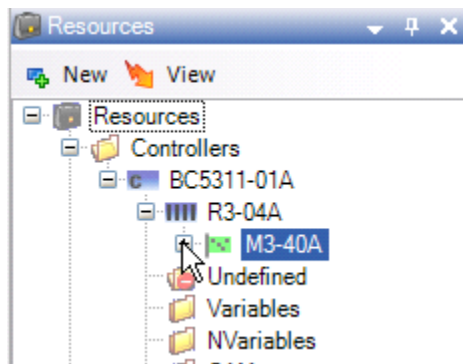 Resources
New View
Resources
Controllers
C BC5311-01A
R3-04A
M3-40A
Undefined
Variables
NVariables